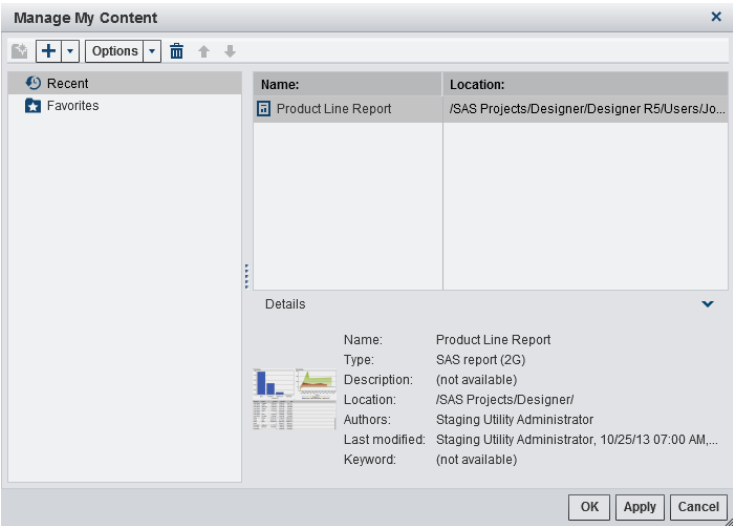 Manage My Content
Options
Recent
Favorites
Name: Location:
Product Line Report /SAS Projects/Designer/Designer R5/Users/Jo...
Details
Name: Product Line Report
Type: SAS report (2G)
Description: (not available)
Location: /SAS Projects/Designer/
Authors: Staging Utility Administrator
Last modified: Staging Utility Administrator, 10/25/13 07:00 AM,...
Keyword: (not available)
OK Apply Cancel